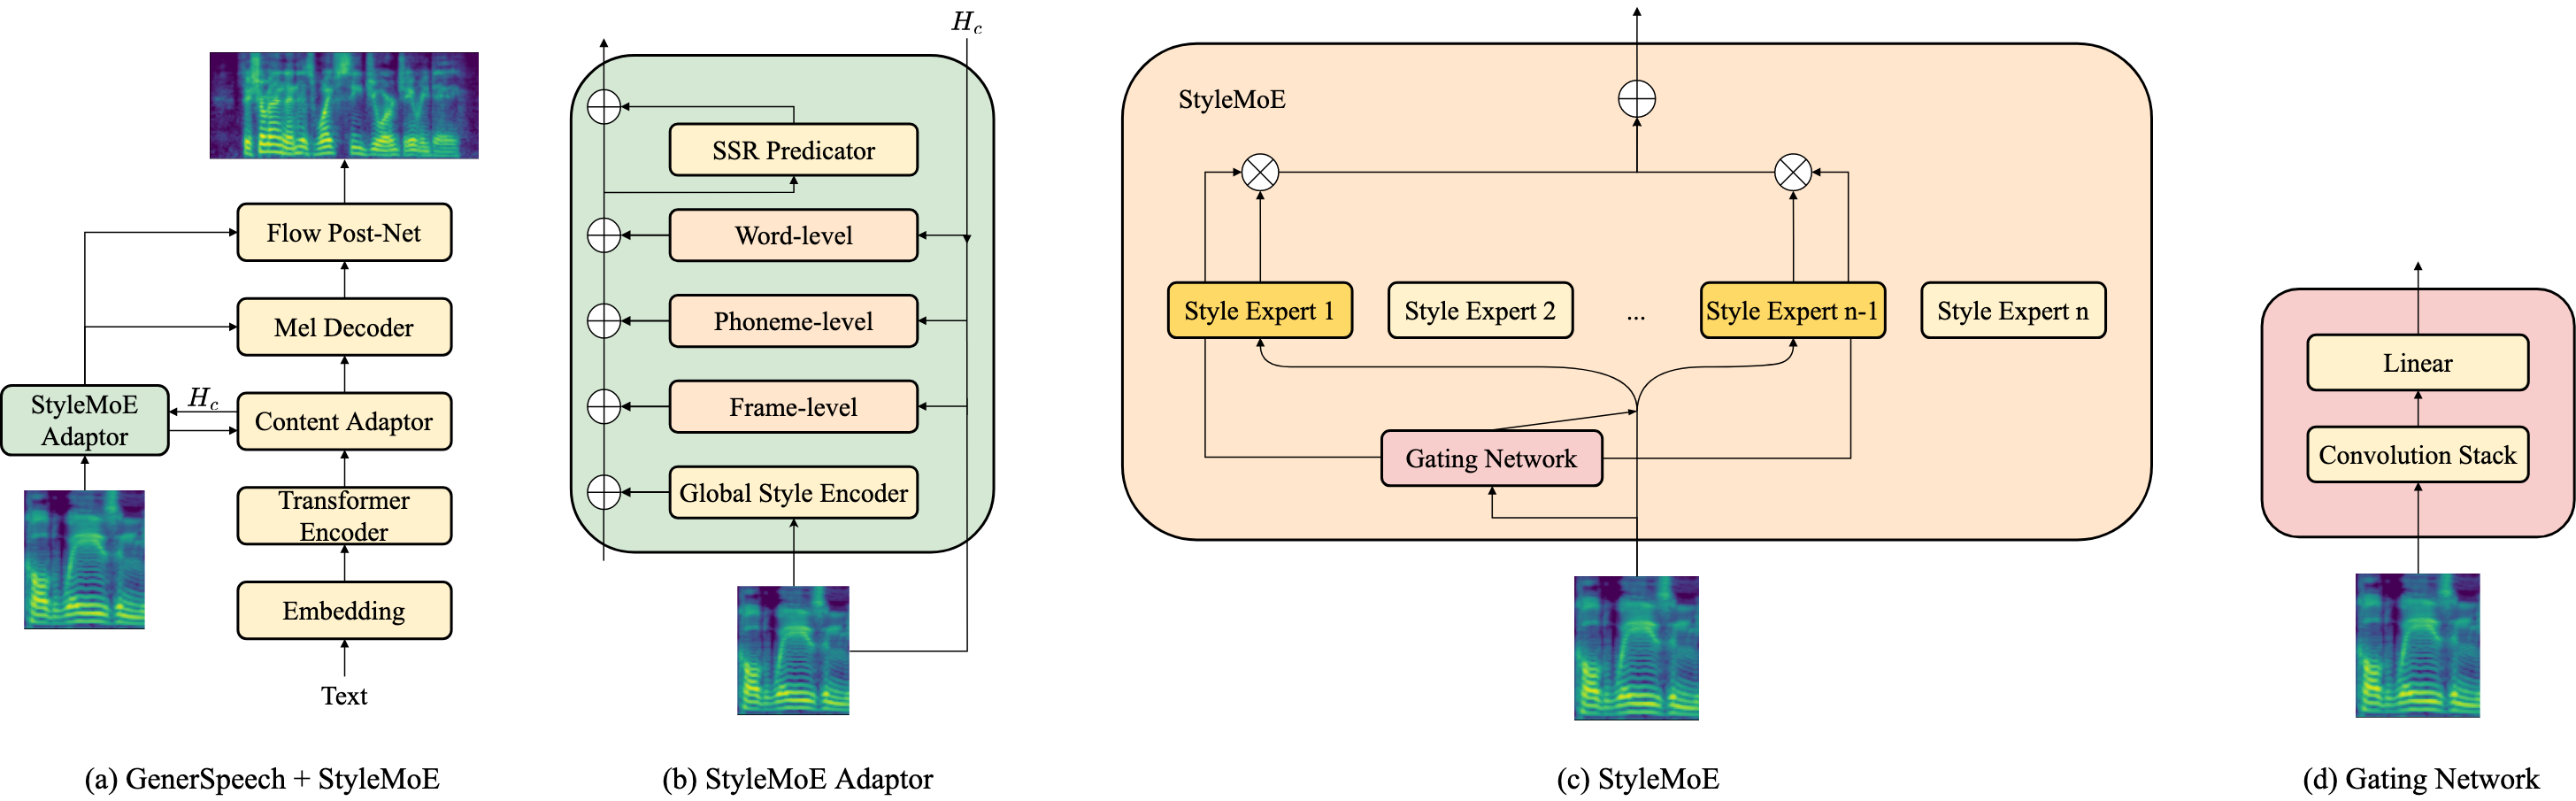 Flow Post-Net
Mel Decoder
StyleMoE
Adaptor
H_c
Content Adaptor
Transformer
Encoder
Embedding
Text
(a) GenerSpeech + StyleMoE
H_c
SSR Predicator
Word-level
Phoneme-level
Frame-level
Global Style Encoder
(b) StyleMoE Adaptor
StyleMoE
Style Expert 1
Style Expert 2
...
Style Expert n-1
Style Expert n
Gating Network
(c) StyleMoE
Linear
Convolution Stack
(d) Gating Network